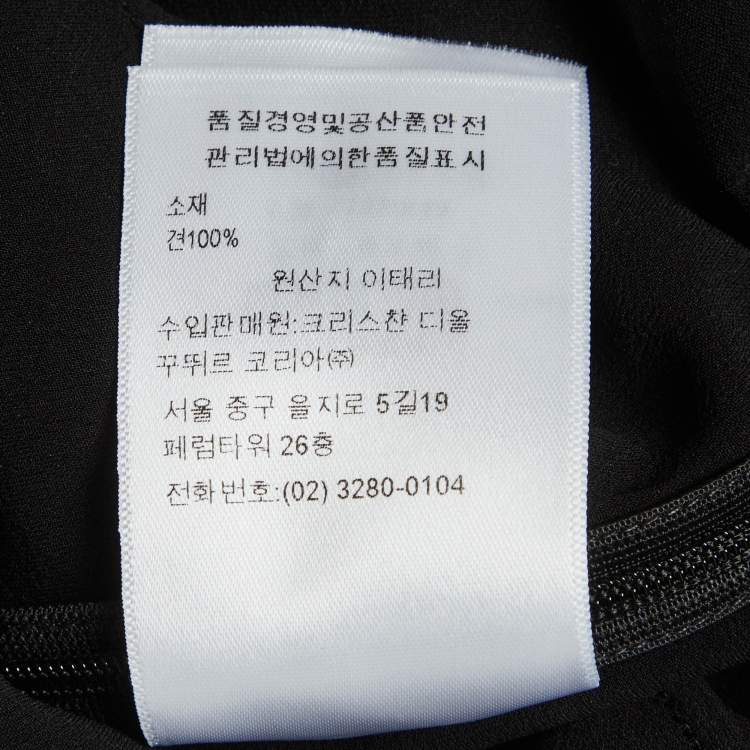 품질경영및공산품안전
관리법에의한품질표시
소재
견100%
원산지 이태리
수입판매원:크리스챤 디올
꾸뛰르 코리아㈜
서울 중구 을지로 5길19
페럼타워 26층
전화번호:(02) 3280-0104